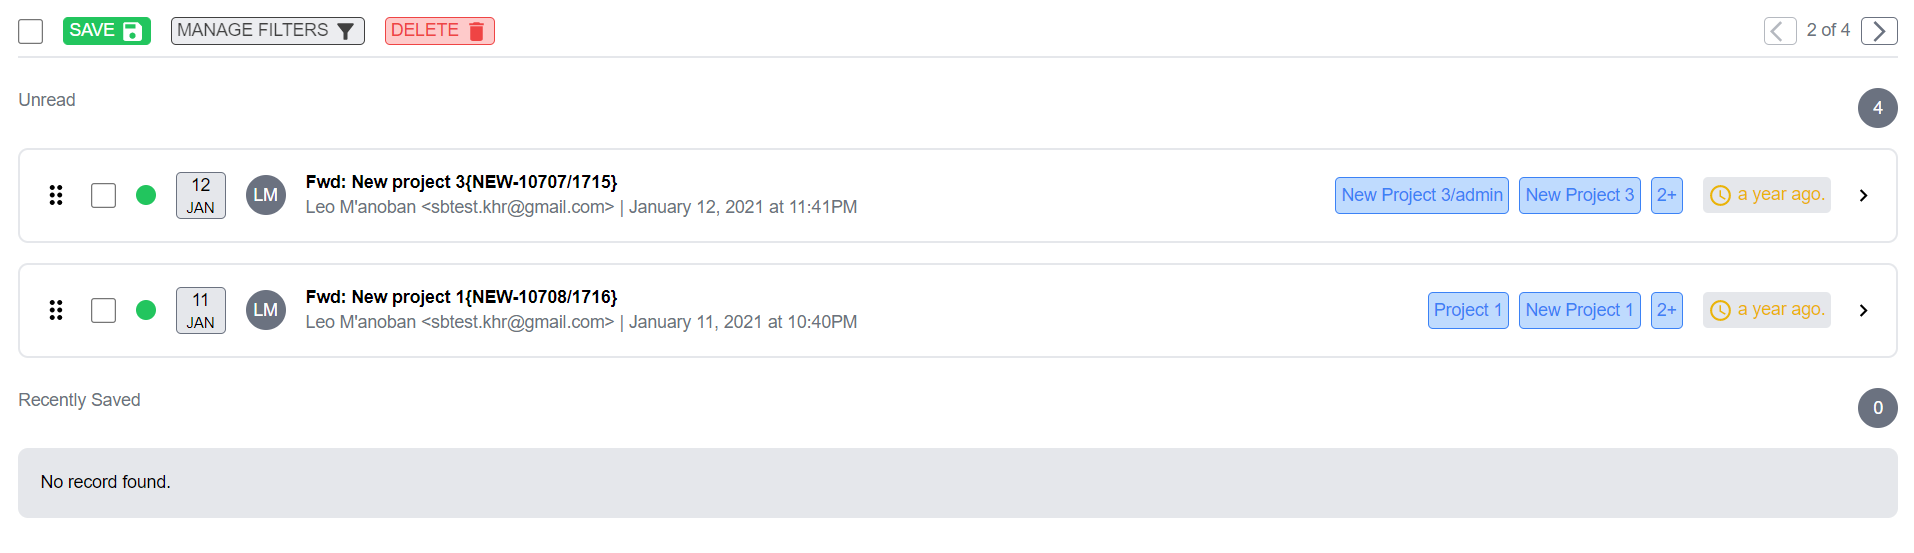 SAVE MANAGE FILTERS DELETE 2 of 4
Unread 4
12 JAN
LM
Fwd: New project 3{NEW-10707/1715}
Leo M'anoban <sbtest.khr@gmail.com> | January 12, 2021 at 11:41PM
New Project 3/admin New Project 3 2+ a year ago.
11 JAN
LM
Fwd: New project 1{NEW-10708/1716}
Leo M'anoban <sbtest.khr@gmail.com> | January 11, 2021 at 10:40PM
Project 1 New Project 1 2+ a year ago.
Recently Saved 0
No record found.